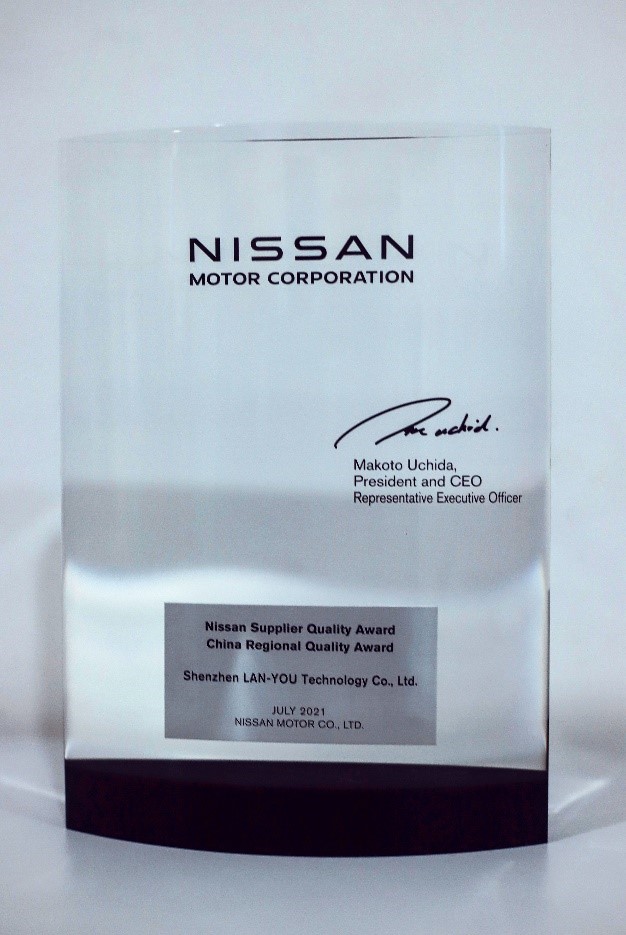 NISSAN
MOTOR CORPORATION
Makoto Uchida,
President and CEO
Representative Executive Officer
Nissan Supplier Quality Award
China Regional Quality Award
Shenzhen LAN-YOU Technology Co., Ltd.
JULY 2021
NISSAN MOTOR CO., LTD.